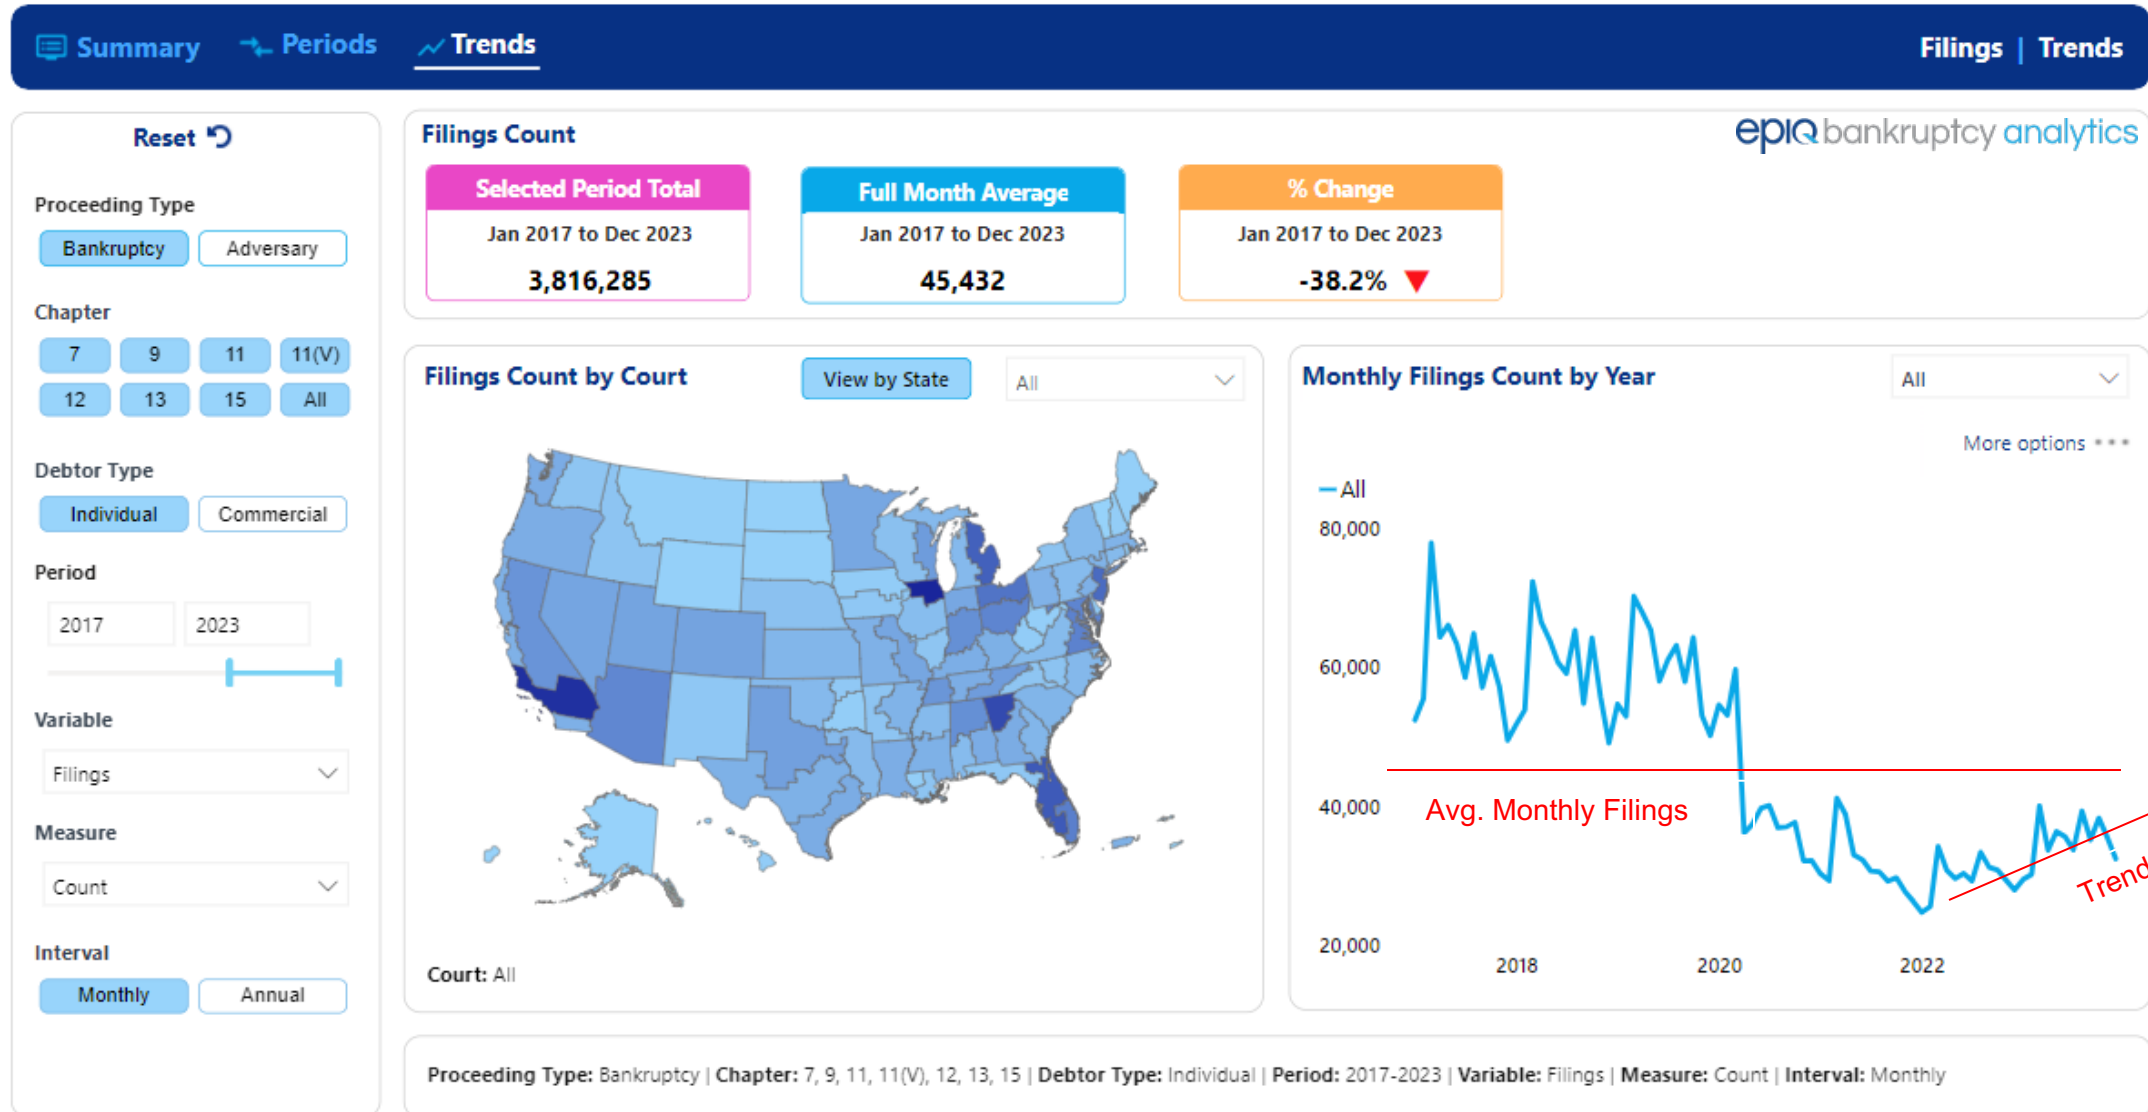 Summary Periods Trends Filings | Trends
Reset
Proceeding Type
Bankruptcy Adversary
Chapter
7 9 11 11(V)
12 13 15 All
Debtor Type
Individual Commercial
Period
2017 2023
Variable
Filings
Measure
Count
Interval
Monthly Annual
Filings Count
epiq bankruptcy analytics
Selected Period Total
Jan 2017 to Dec 2023
3,816,285
Full Month Average
Jan 2017 to Dec 2023
45,432
% Change
Jan 2017 to Dec 2023
-38.2%
Filings Count by Court
View by State
All
Court: All
Monthly Filings Count by Year
All
More options
All
80,000
60,000
40,000
20,000
2018 2020 2022
Avg. Monthly Filings
Trend
Proceeding Type: Bankruptcy | Chapter: 7, 9, 11, 11(V), 12, 13, 15 | Debtor Type: Individual | Period: 2017-2023 | Variable: Filings | Measure: Count | Interval: Monthly